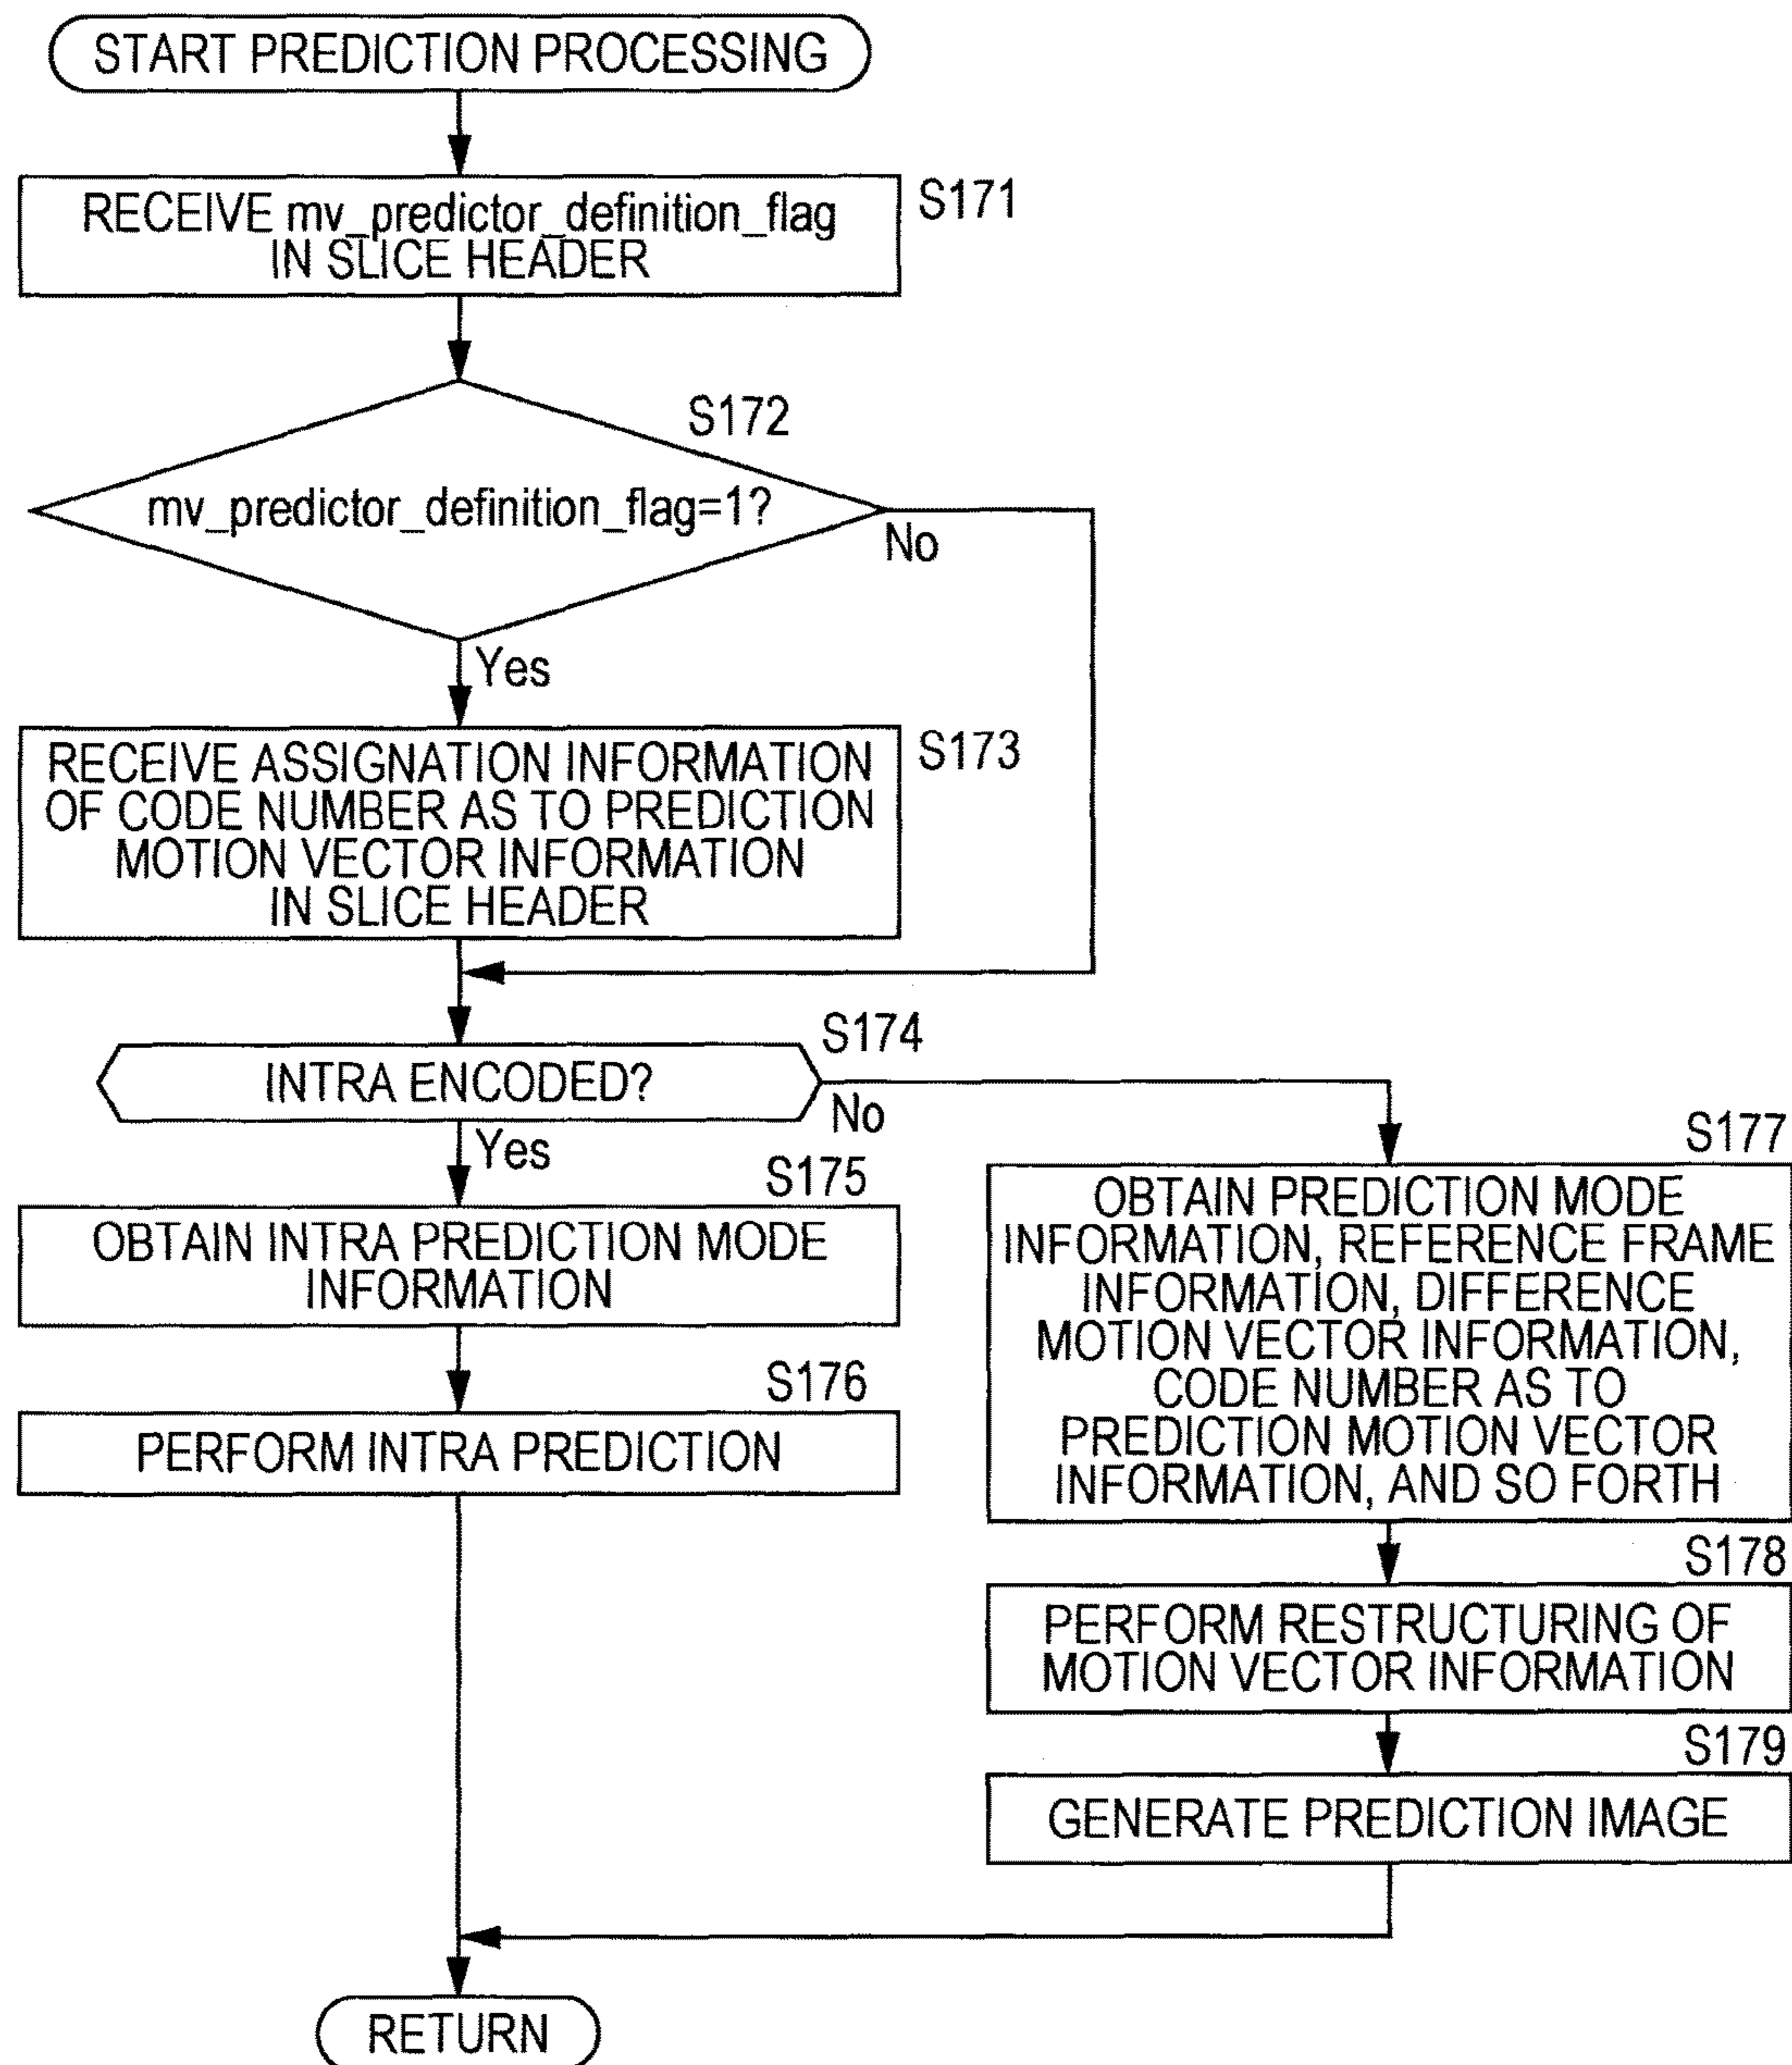 START PREDICTION PROCESSING
RECEIVE mv_predictor_definition_flag
IN SLICE HEADER
S171
S172
mv_predictor_definition_flag=1?
No
Yes
RECEIVE ASSIGNATION INFORMATION
OF CODE NUMBER AS TO PREDICTION
MOTION VECTOR INFORMATION
IN SLICE HEADER
S173
S174
INTRA ENCODED?
No
Yes
S175
OBTAIN INTRA PREDICTION MODE
INFORMATION
S176
PERFORM INTRA PREDICTION
S177
OBTAIN PREDICTION MODE
INFORMATION, REFERENCE FRAME
INFORMATION, DIFFERENCE
MOTION VECTOR INFORMATION,
CODE NUMBER AS TO
PREDICTION MOTION VECTOR
INFORMATION, AND SO FORTH
S178
PERFORM RESTRUCTURING OF
MOTION VECTOR INFORMATION
S179
GENERATE PREDICTION IMAGE
RETURN